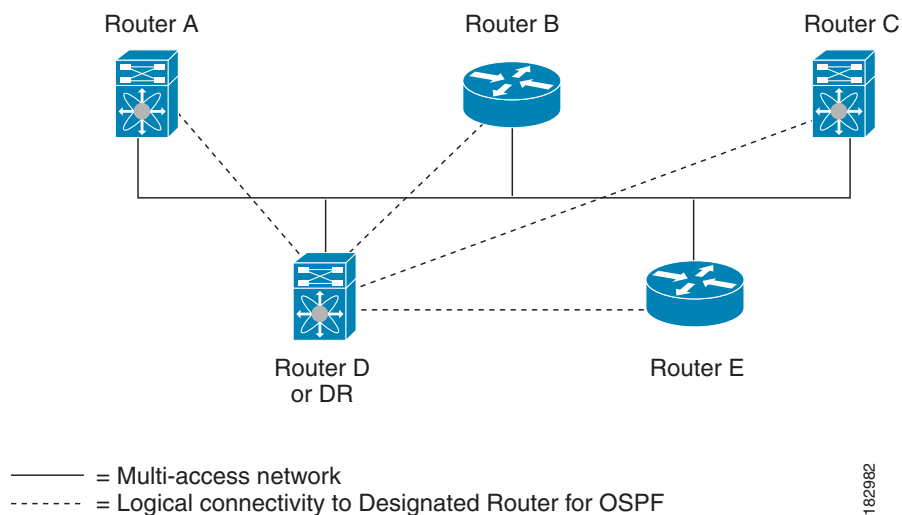 Router A
Router B
Router C
Router D
or DR
Router E
= Multi-access network
= Logical connectivity to Designated Router for OSPF
182982